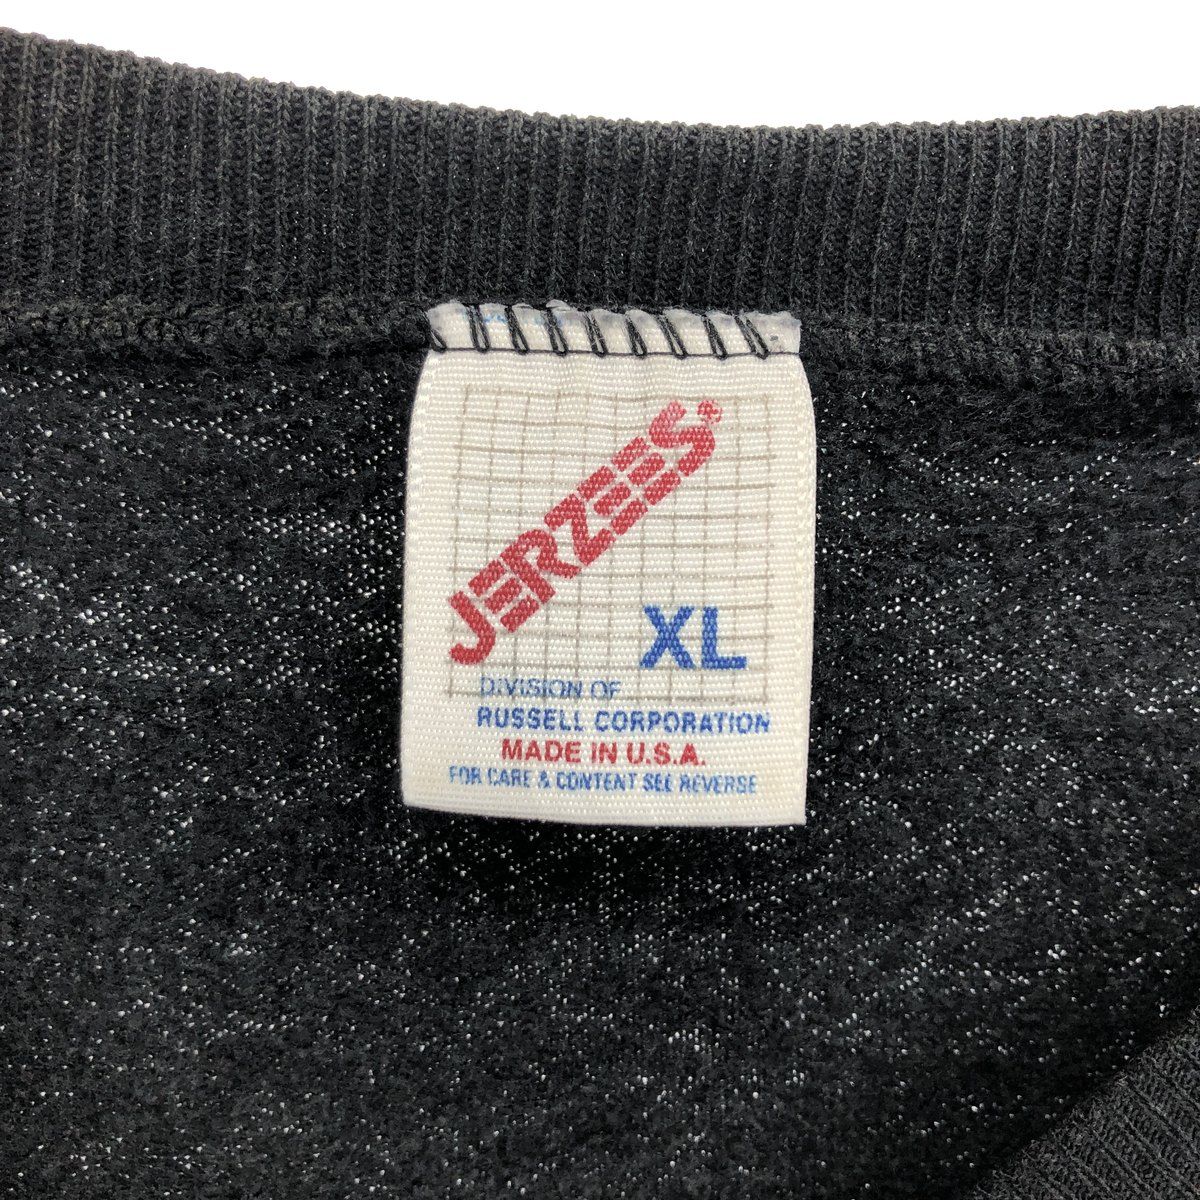 JERZEES®
XL
DIVISION OF
RUSSELL CORPORATION
MADE IN U.S.A.
FOR CARE & CONTENT SEE REVERSE